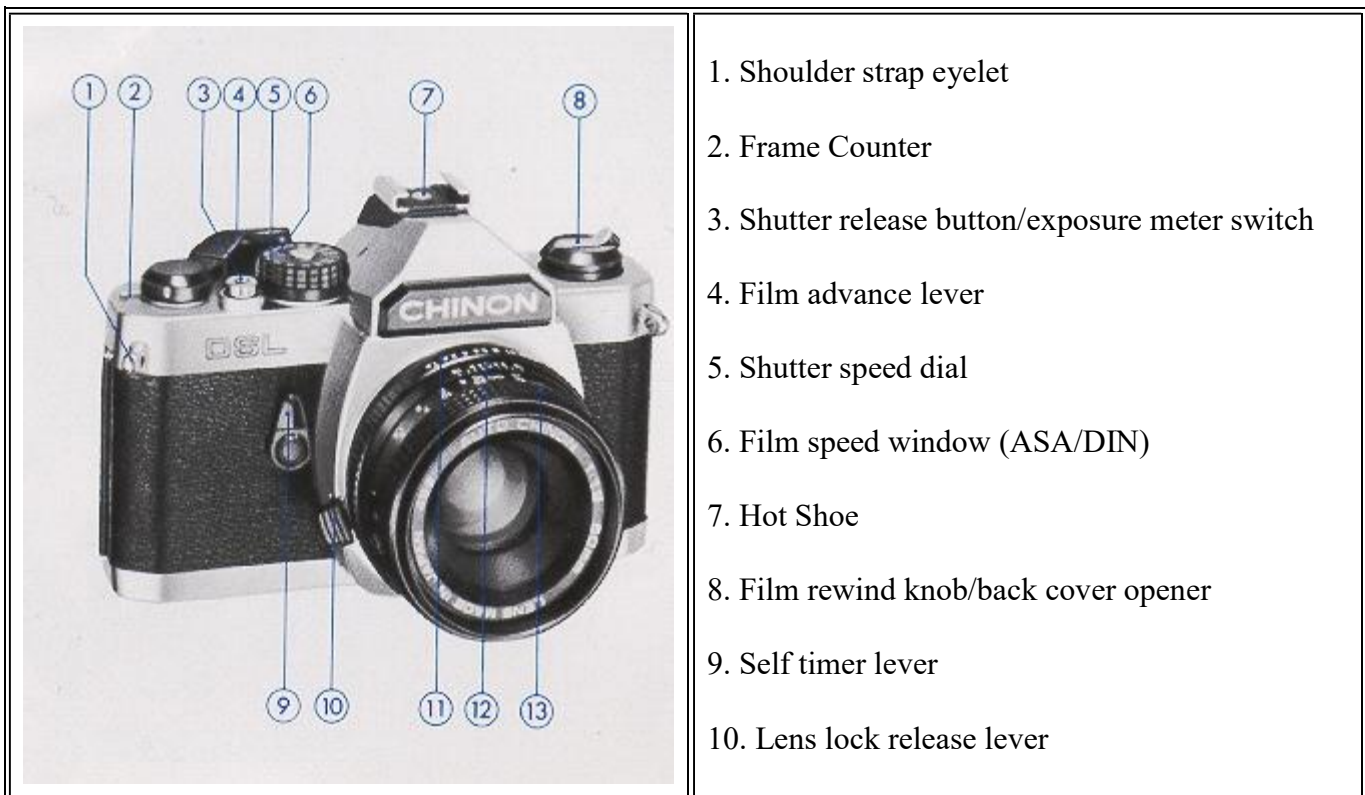 1 2 3 4 5 6 7 8
CHINON
DSL
9 10 11 12 13
1. Shoulder strap eyelet
2. Frame Counter
3. Shutter release button/exposure meter switch
4. Film advance lever
5. Shutter speed dial
6. Film speed window (ASA/DIN)
7. Hot Shoe
8. Film rewind knob/back cover opener
9. Self timer lever
10. Lens lock release lever